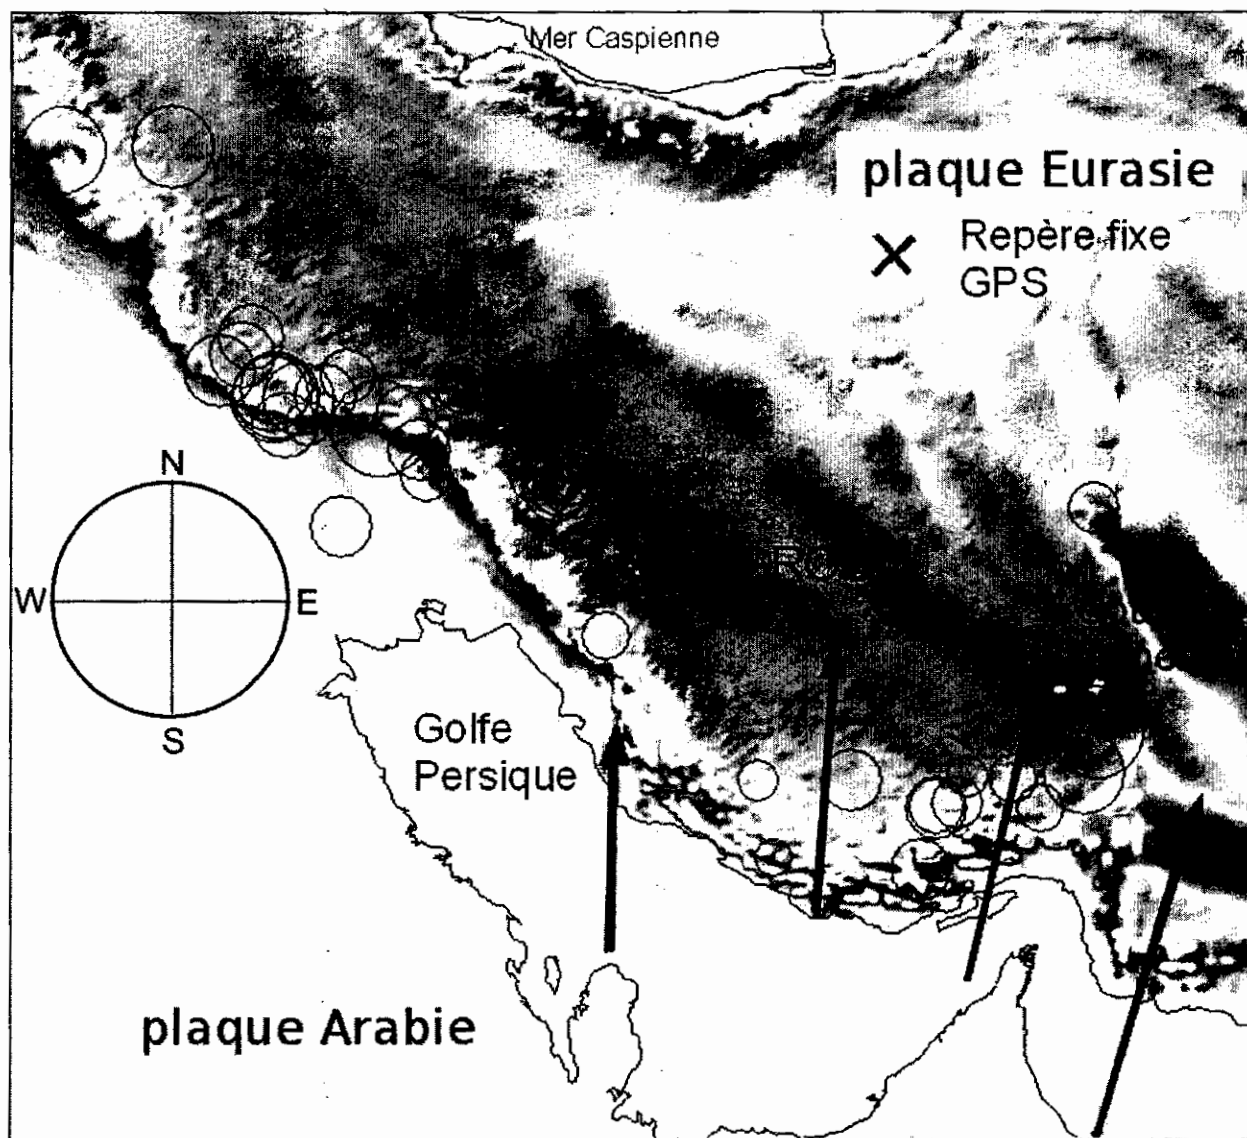 Mer Caspienne
plaque Eurasie
Repère fixe
GPS
N
W
E
S
Golfe
Persique
plaque Arabie